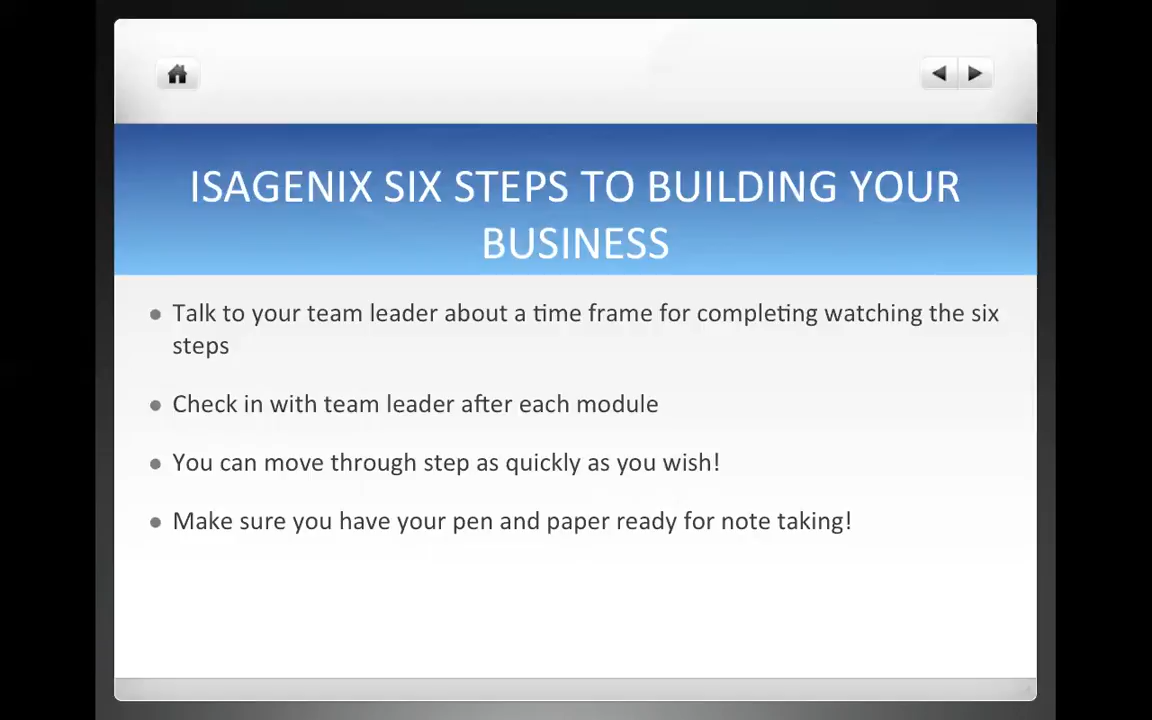 ISAGENIX SIX STEPS TO BUILDING YOUR
BUSINESS
Talk to your team leader about a time frame for completing watching the six
steps
Check in with team leader after each module
You can move through step as quickly as you wish!
Make sure you have your pen and paper ready for note taking!